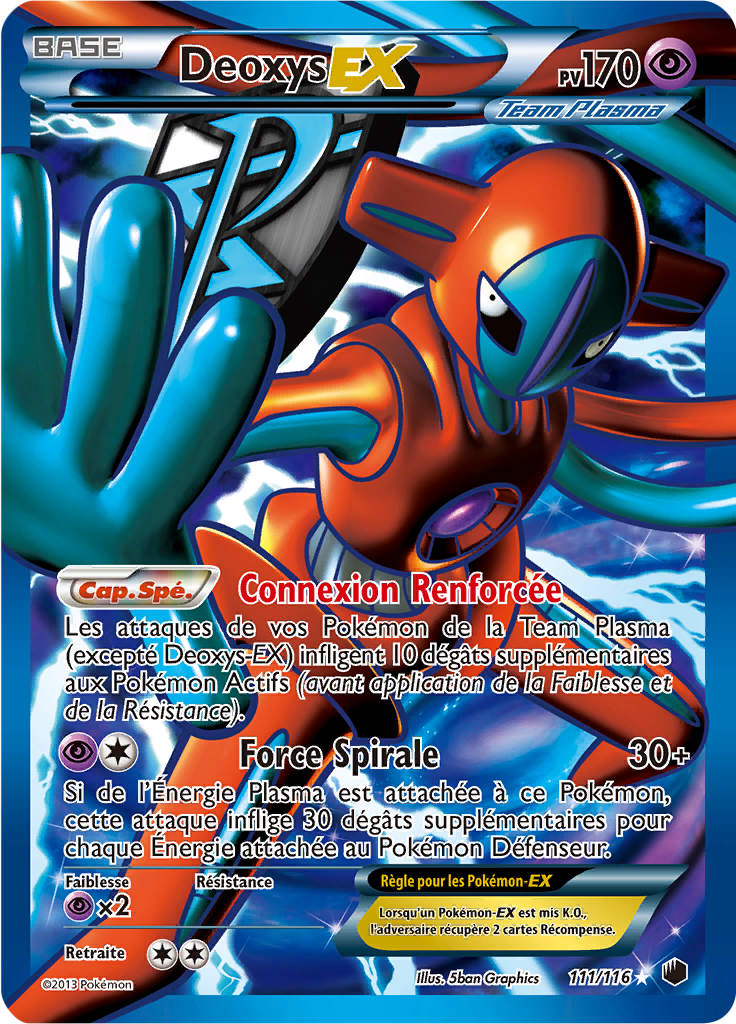 BASE
Deoxys EX
PV170
Team Plasma
Cap.Spé. Connexion Renforcée
Les attaques de vos Pokémon de la Team Plasma
(excepté Deoxys-EX) infligent 10 dégâts supplémentaires
aux Pokémon Actifs (avant application de la Faiblesse et
de la Résistance).
Force Spirale 30+
Si de l'Énergie Plasma est attachée à ce Pokémon,
cette attaque inflige 30 dégâts supplémentaires pour
chaque Énergie attachée au Pokémon Défenseur.
Faiblesse Résistance
×2
Retraite
Règle pour les Pokémon-EX
Lorsqu'un Pokémon-EX est mis K.O.,
l'adversaire récupère 2 cartes Récompense.
©2013 Pokémon
Illus. 5ban Graphics
111/116